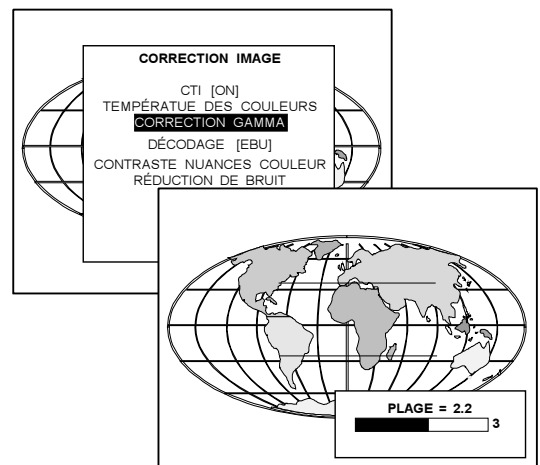 CORRECTION IMAGE
CTI [ON]
TEMPÉRATUE DES COULEURS
CORRECTION GAMMA
DÉCODAGE [EBU]
CONTRASTE NUANCES COULEUR
RÉDUCTION DE BRUIT
PLAGE = 2.2
3